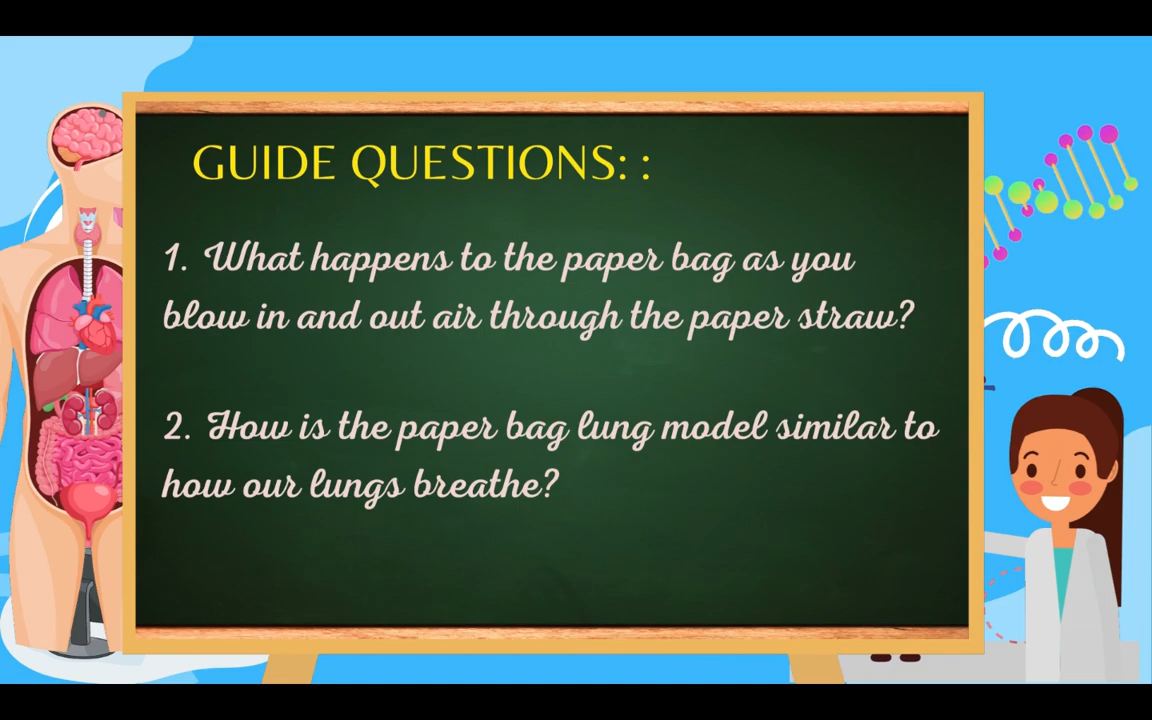 GUIDE QUESTIONS: :
1. What happens to the paper bag as you
blow in and out air through the paper straw?
2. How is the paper bag lung model similar to
how our lungs breathe?